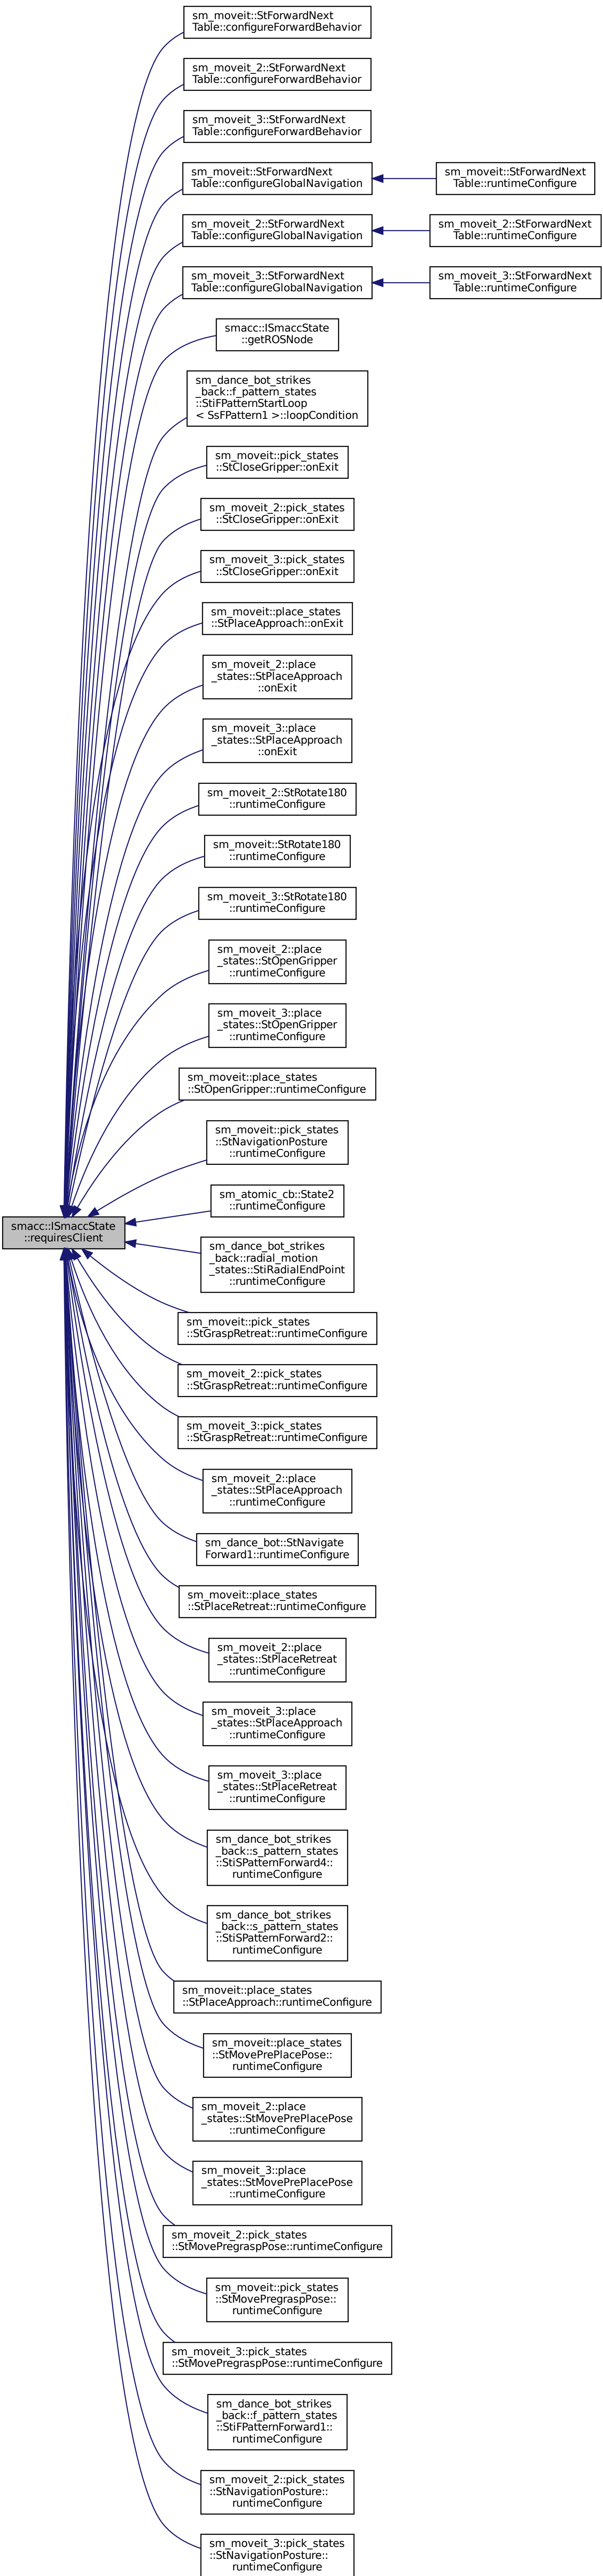 sm_moveit::StForwardNext
Table::configureForwardBehavior
sm_moveit_2::StForwardNext
Table::configureForwardBehavior
sm_moveit_3::StForwardNext
Table::configureForwardBehavior
sm_moveit::StForwardNext
Table::configureGlobalNavigation
sm_moveit::StForwardNext
Table::runtimeConfigure
sm_moveit_2::StForwardNext
Table::configureGlobalNavigation
sm_moveit_2::StForwardNext
Table::runtimeConfigure
sm_moveit_3::StForwardNext
Table::configureGlobalNavigation
sm_moveit_3::StForwardNext
Table::runtimeConfigure
smacc::ISmaccState
::getROSNode
sm_dance_bot_strikes
_back::f_pattern_states
::StiFPatternStartLoop
< SsFPattern1 >::loopCondition
sm_moveit::pick_states
::StCloseGripper::onExit
sm_moveit_2::pick_states
::StCloseGripper::onExit
sm_moveit_3::pick_states
::StCloseGripper::onExit
sm_moveit::place_states
::StPlaceApproach::onExit
sm_moveit_2::place
_states::StPlaceApproach
::onExit
sm_moveit_3::place
_states::StPlaceApproach
::onExit
sm_moveit_2::StRotate180
::runtimeConfigure
sm_moveit::StRotate180
::runtimeConfigure
sm_moveit_3::StRotate180
::runtimeConfigure
sm_moveit_2::place
_states::StOpenGripper
::runtimeConfigure
sm_moveit_3::place
_states::StOpenGripper
::runtimeConfigure
sm_moveit::place_states
::StOpenGripper::runtimeConfigure
sm_moveit::pick_states
::StNavigationPosture
::runtimeConfigure
sm_atomic_cb::State2
::runtimeConfigure
smacc::ISmaccState
::requiresClient
sm_dance_bot_strikes
_back::radial_motion
_states::StiRadialEndPoint
::runtimeConfigure
sm_moveit::pick_states
::StGraspRetreat::runtimeConfigure
sm_moveit_2::pick_states
::StGraspRetreat::runtimeConfigure
sm_moveit_3::pick_states
::StGraspRetreat::runtimeConfigure
sm_moveit_2::place
_states::StPlaceApproach
::runtimeConfigure
sm_dance_bot::StNavigate
Forward1::runtimeConfigure
sm_moveit::place_states
::StPlaceRetreat::runtimeConfigure
sm_moveit_2::place
_states::StPlaceRetreat
::runtimeConfigure
sm_moveit_3::place
_states::StPlaceApproach
::runtimeConfigure
sm_moveit_3::place
_states::StPlaceRetreat
::runtimeConfigure
sm_dance_bot_strikes
_back::s_pattern_states
::StiSPatternForward4::
runtimeConfigure
sm_dance_bot_strikes
_back::s_pattern_states
::StiSPatternForward2::
runtimeConfigure
sm_moveit::place_states
::StPlaceApproach::runtimeConfigure
sm_moveit::place_states
::StMovePrePlacePose::
runtimeConfigure
sm_moveit_2::place
_states::StMovePrePlacePose
::runtimeConfigure
sm_moveit_3::place
_states::StMovePrePlacePose
::runtimeConfigure
sm_moveit_2::pick_states
::StMovePregraspPose::runtimeConfigure
sm_moveit::pick_states
::StMovePregraspPose::
runtimeConfigure
sm_moveit_3::pick_states
::StMovePregraspPose::runtimeConfigure
sm_dance_bot_strikes
_back::f_pattern_states
::StiFPatternForward1::
runtimeConfigure
sm_moveit_2::pick_states
::StNavigationPosture::
runtimeConfigure
sm_moveit_3::pick_states
::StNavigationPosture::
runtimeConfigure